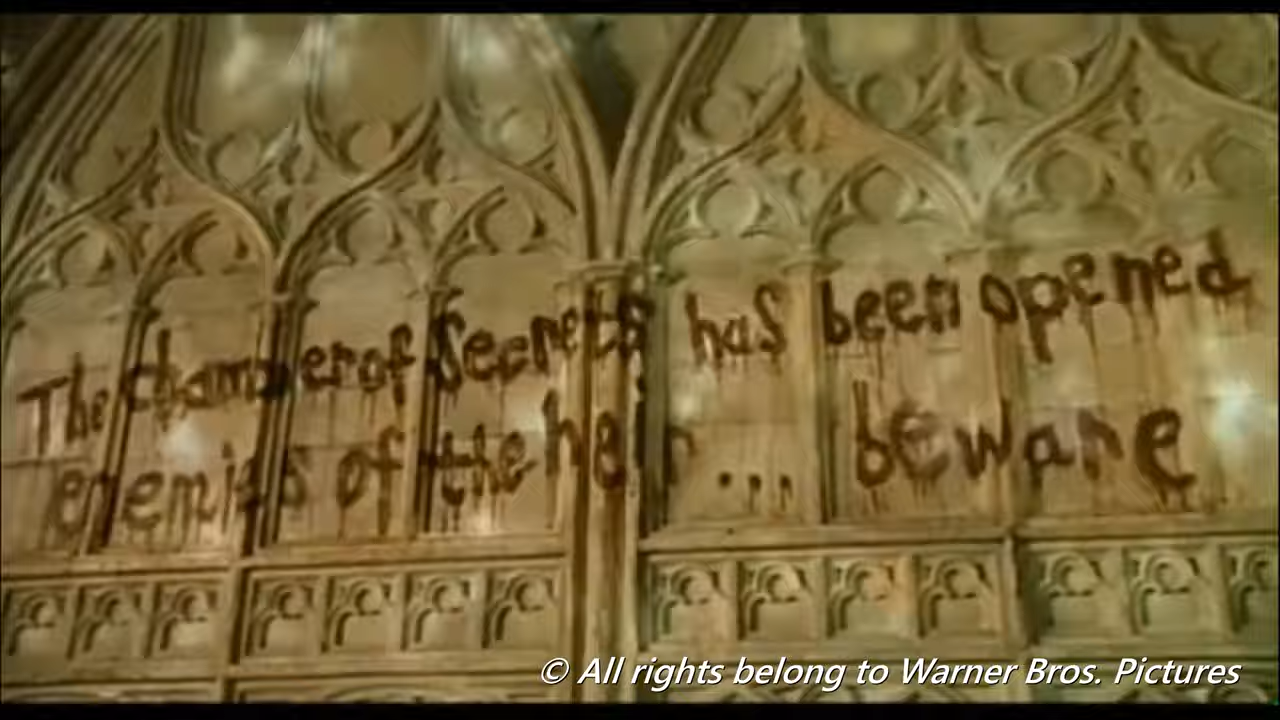 The chamber of Secrets has been opened
enemies of the heir... beware
© All rights belong to Warner Bros. Pictures